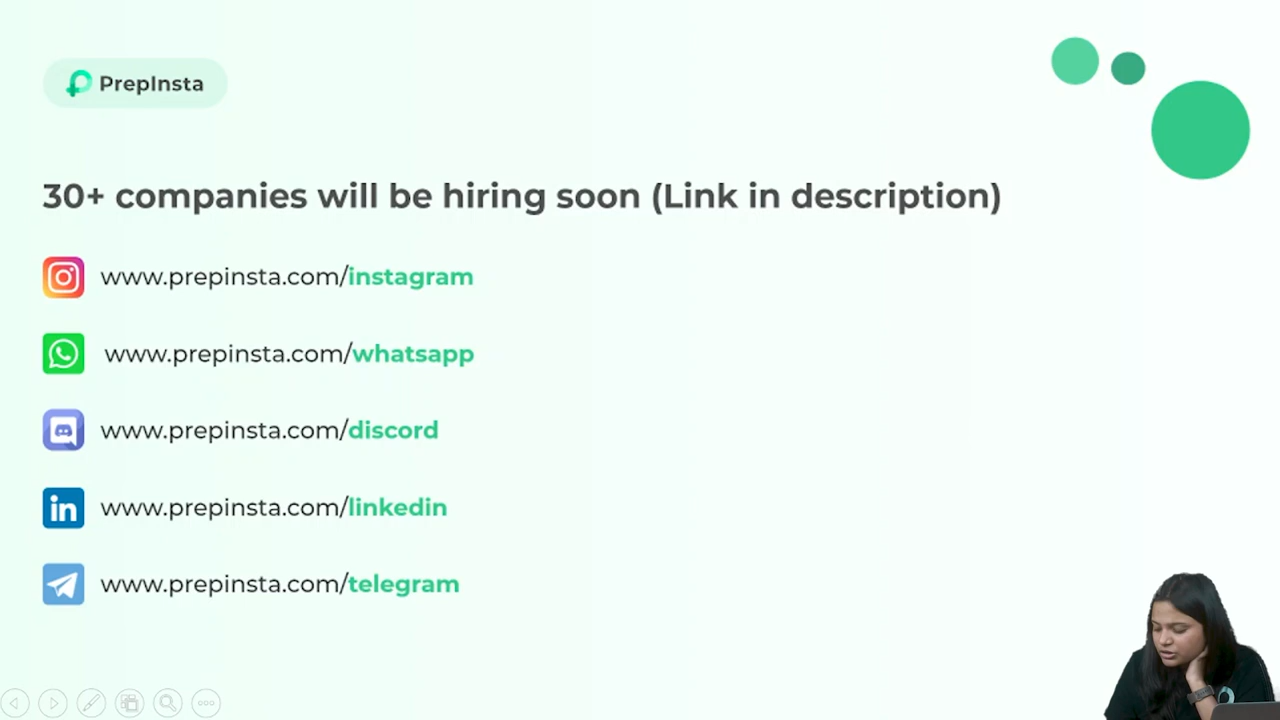 PrepInsta
30+ companies will be hiring soon (Link in description)
www.prepinsta.com/instagram
www.prepinsta.com/whatsapp
www.prepinsta.com/discord
in www.prepinsta.com/linkedin
www.prepinsta.com/telegram